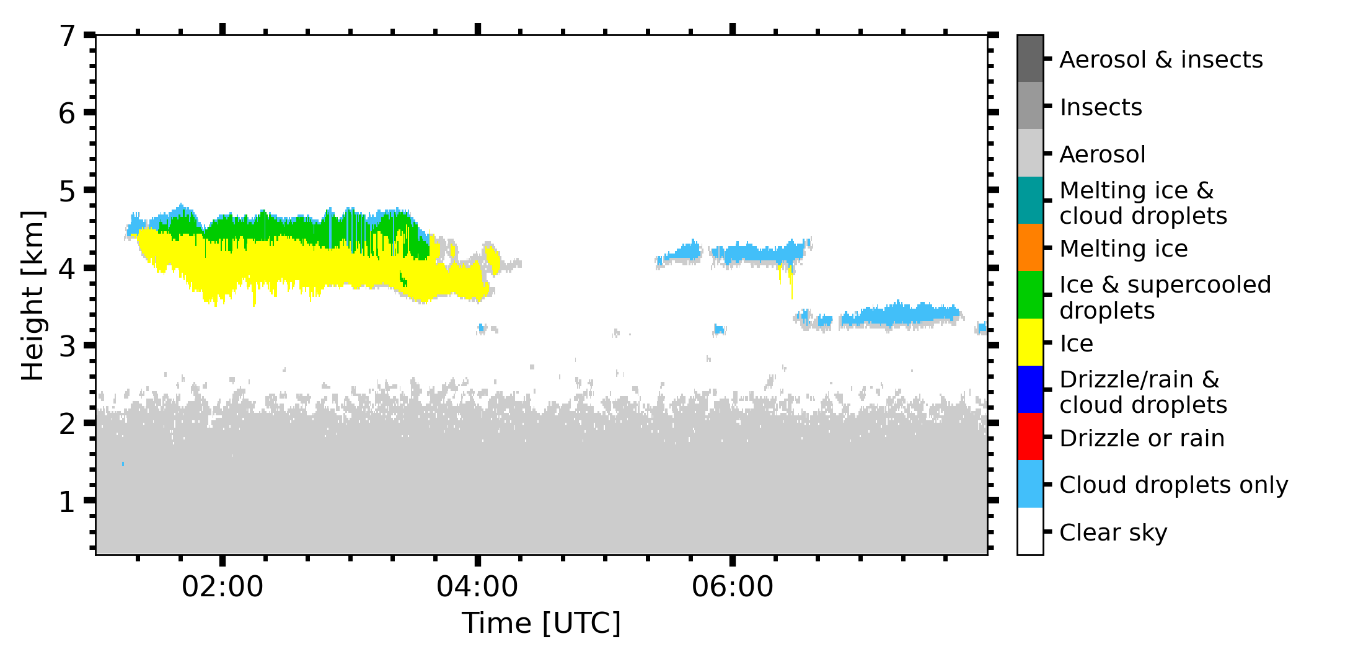 7
6
5
4
3
2
1
Height [km]
02:00
04:00
06:00
Time [UTC]
Aerosol & insects
Insects
Aerosol
Melting ice &
cloud droplets
Melting ice
Ice & supercooled
droplets
Ice
Drizzle/rain &
cloud droplets
Drizzle or rain
Cloud droplets only
Clear sky